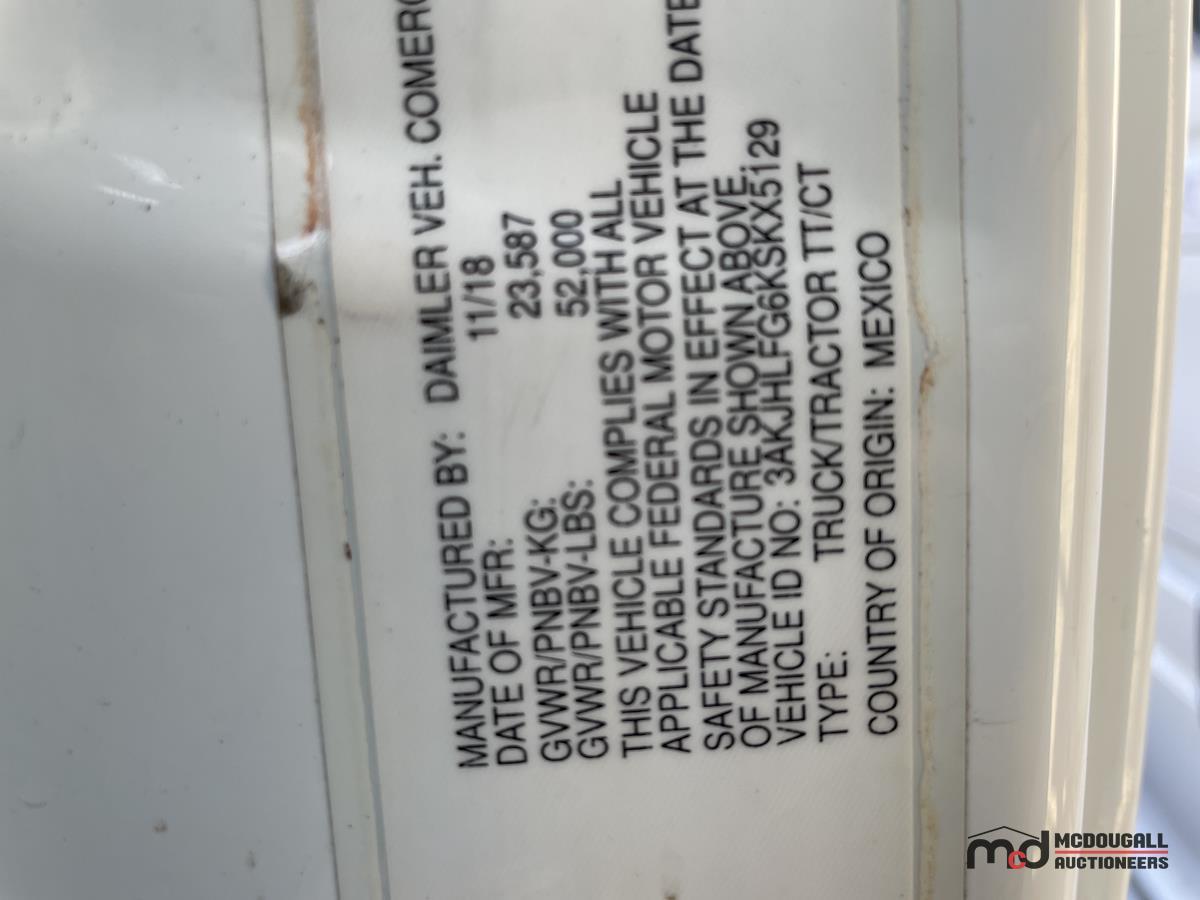 MANUFACTURED BY: DAIMLER VEH. COMERC
DATE OF MFR: 11/18
GVWR/PNBV-KG: 23,587
GVWR/PNBV-LBS: 52,000
THIS VEHICLE COMPLIES WITH ALL
APPLICABLE FEDERAL MOTOR VEHICLE
SAFETY STANDARDS IN EFFECT AT THE DATE
OF MANUFACTURE SHOWN ABOVE.
VEHICLE ID NO: 3AKJHLFG6KSKX5129
TYPE: TRUCK/TRACTOR TT/CT
COUNTRY OF ORIGIN: MEXICO
mcd MCDOUGALL
AUCTIONEERS